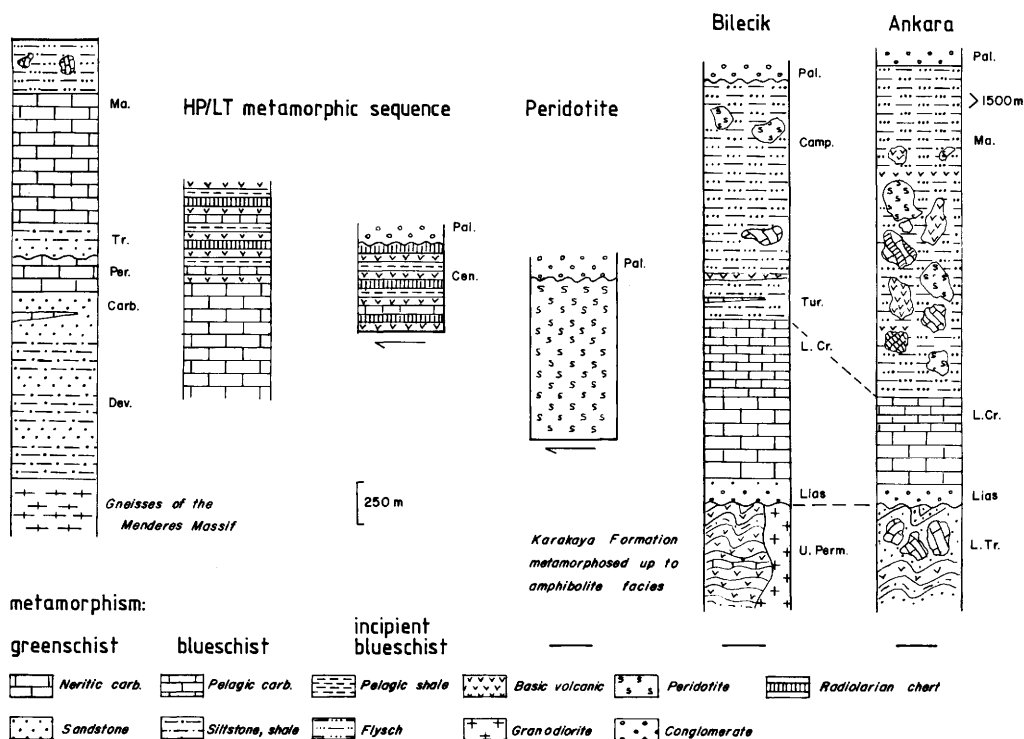 Bilecik
Ankara
Pal.
Pal.
> 1500 m
Ma.
HP/LT metamorphic sequence
Peridotite
Camp.
Ma.
Pal.
Tr.
Per.
Cen.
Pal.
Carb.
Tur.
L. Cr.
Dev.
L.Cr.
Lias
Lias
250 m
Gneisses of the
Menderes Massif
Karakaya Formation
metamorphosed up to
amphibolite facies
U. Perm.
L.Tr.
metamorphism:
greenschist
blueschist
incipient
blueschist
Neritic carb.
Pelagic carb.
Pelagic shale
Basic volcanic
Peridotite
Radiolarian chert
Sandstone
Siltstone, shale
Flysch
Granodiorite
Conglomerate